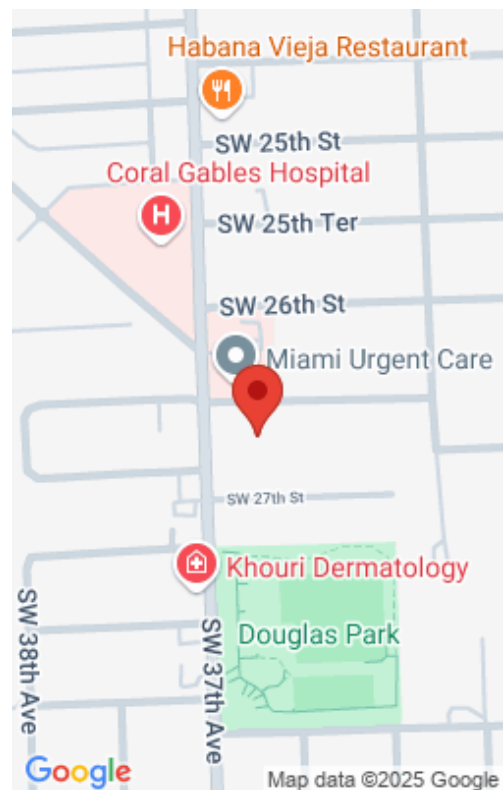 Habana Vieja Restaurant
SW 25th St
Coral Gables Hospital
H
SW 25th Ter
SW 26th St
Miami Urgent Care
SW 27th St
Khouri Dermatology
Douglas Park
SW 38th Ave
SW 37th Ave
Google
Map data ©2025 Google